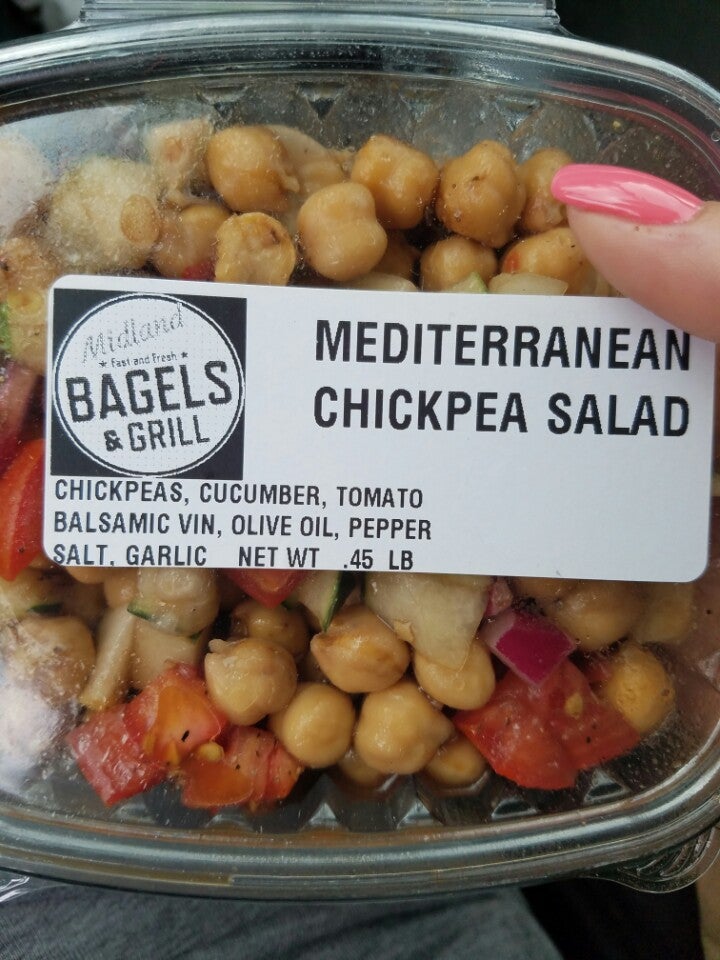 Midland
Fast and Fresh
BAGELS
& GRILL
MEDITERRANEAN
CHICKPEA SALAD
CHICKPEAS, CUCUMBER, TOMATO
BALSAMIC VIN, OLIVE OIL, PEPPER
SALT, GARLIC NET WT .45 LB